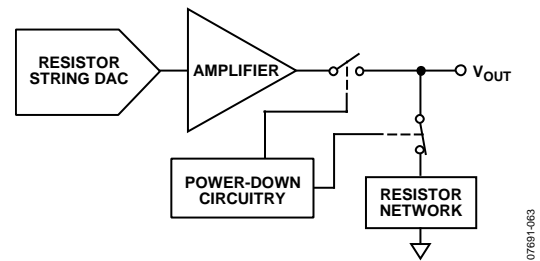 RESISTOR
STRING DAC
AMPLIFIER
VOUT
POWER-DOWN
CIRCUITRY
RESISTOR
NETWORK
07691-063